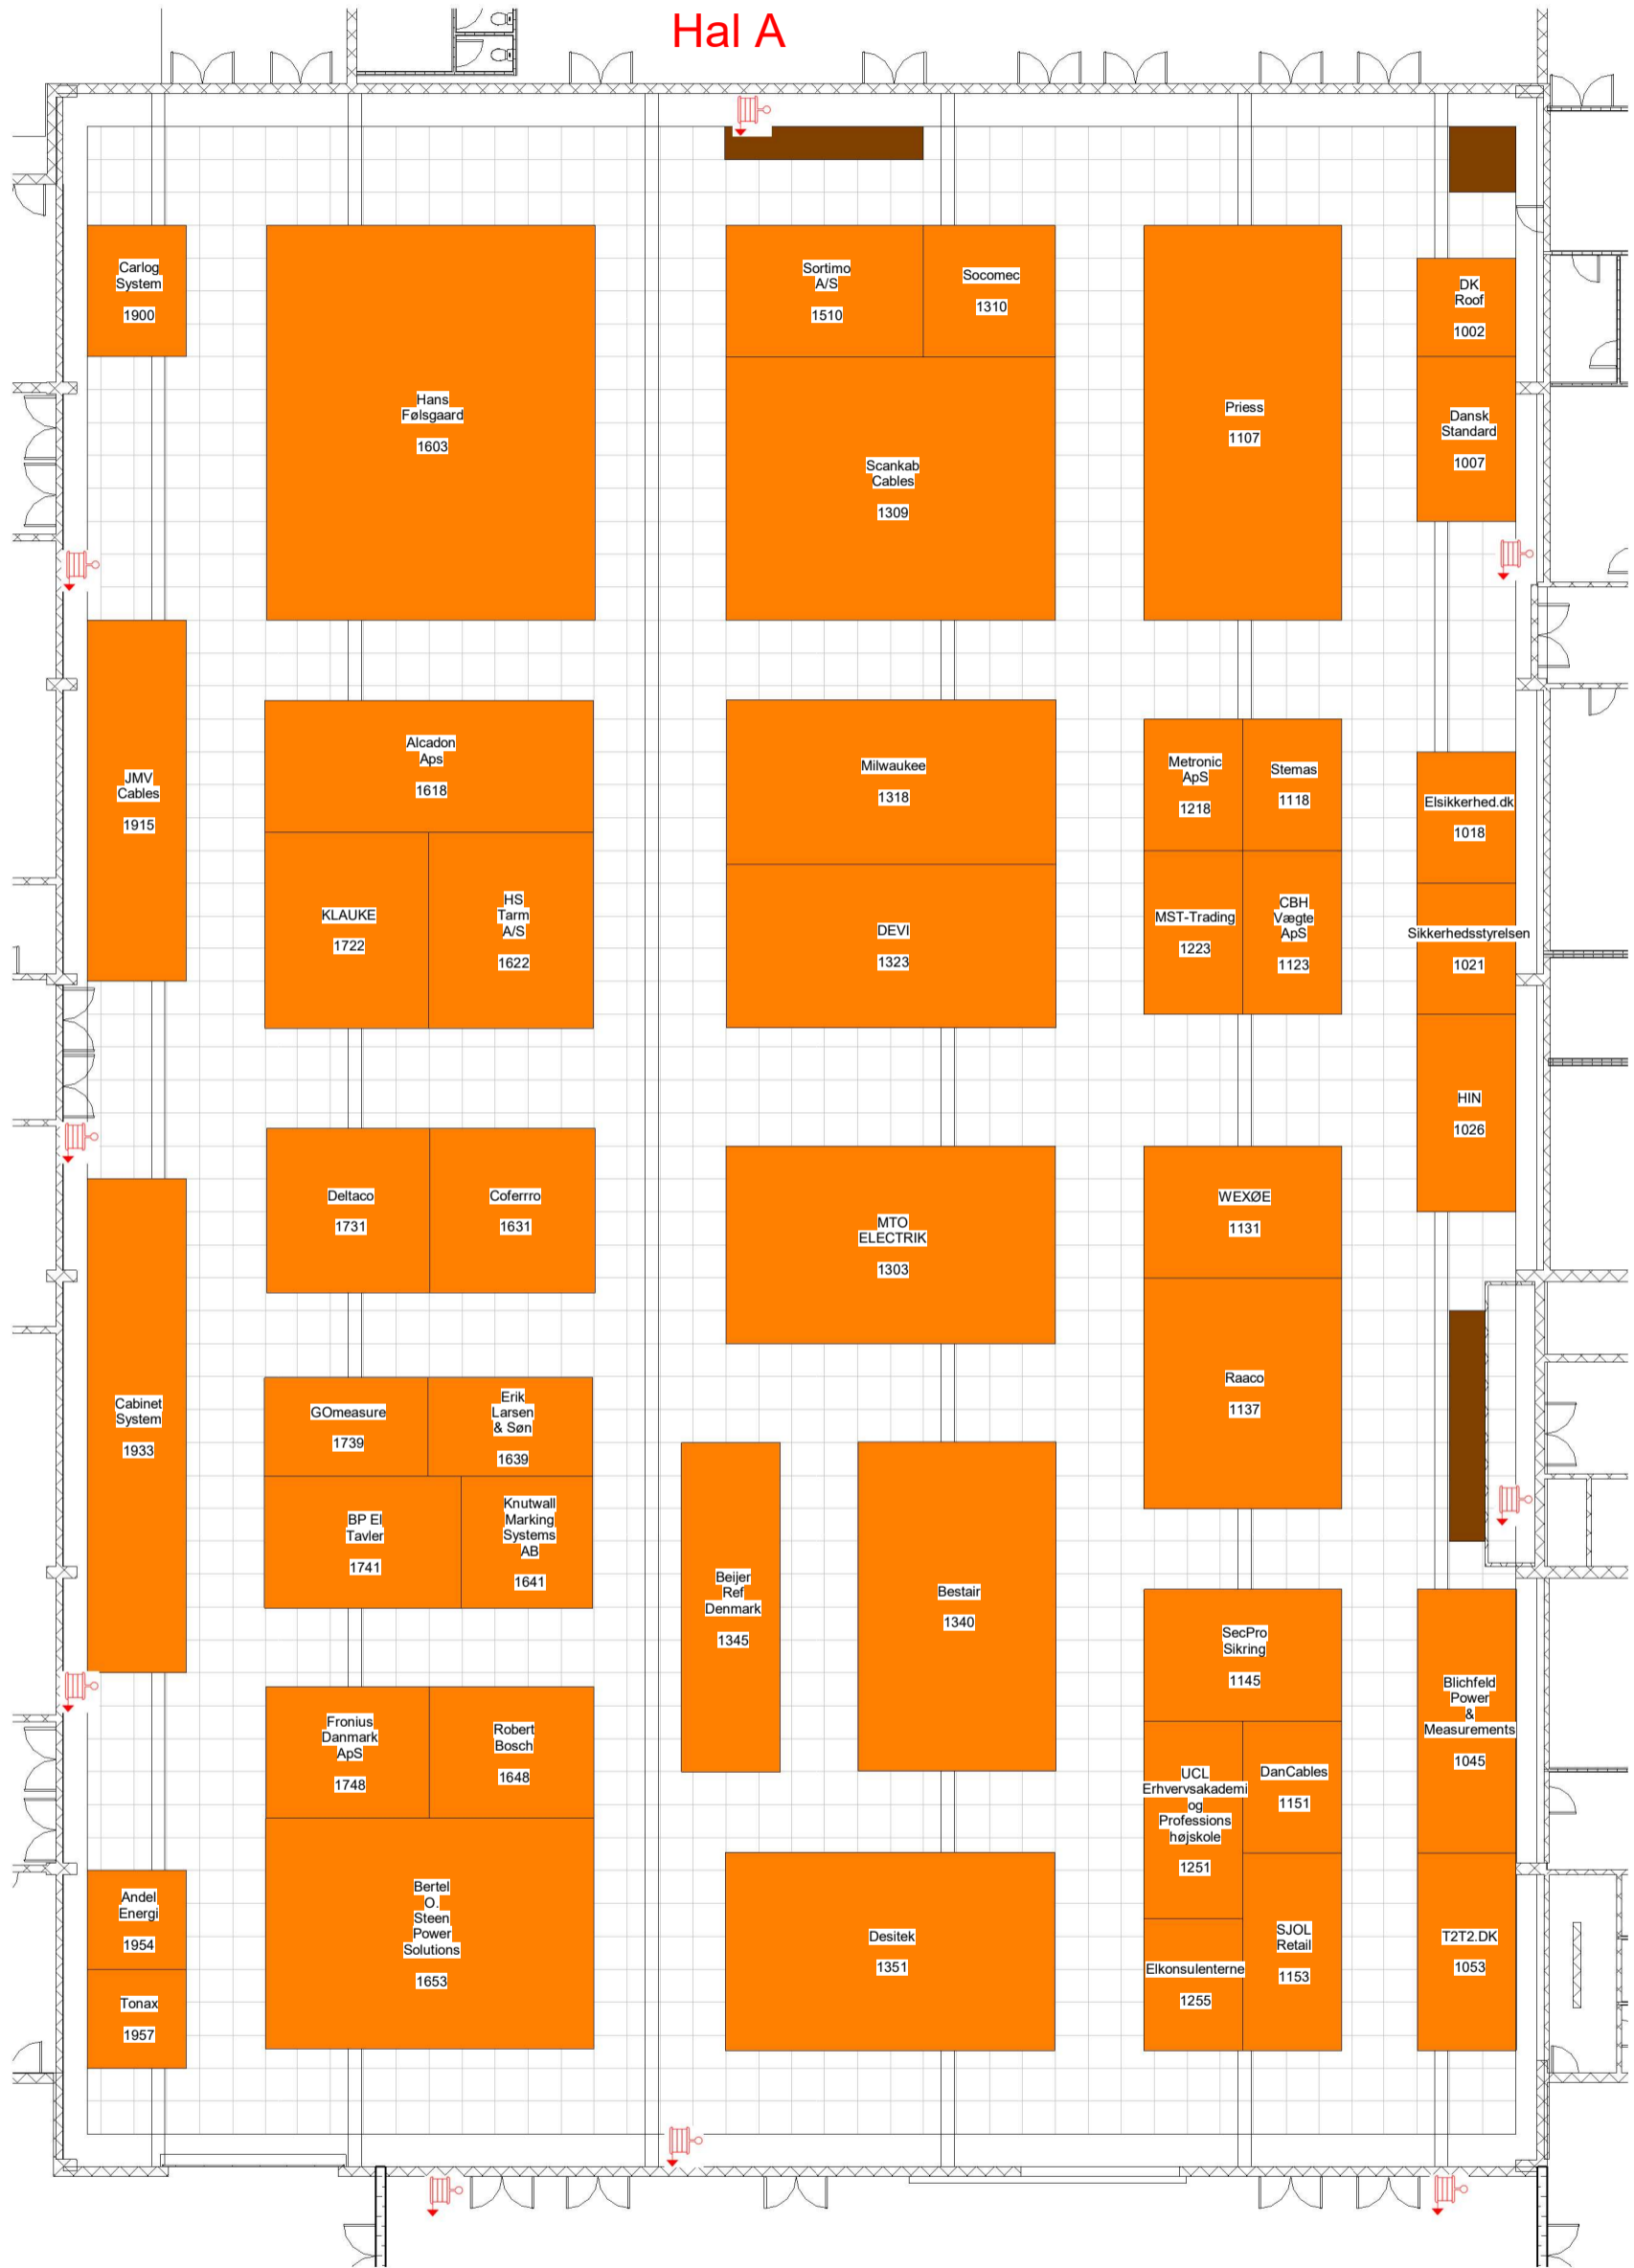 Hal A
Carlog
System
1900
Hans
Følsgaard
1603
Sortimo
A/S
1510
Socomec
1310
Scankab
Cables
1309
Priess
1107
DK
Roof
1002
Dansk
Standard
1007
JMV
Cables
1915
Alcadon
Aps
1618
KLAUKE
1722
HS
Tarm
A/S
1622
Milwaukee
1318
DEVI
1323
Metronic
ApS
1218
Stemas
1118
MST-Trading
1223
CBH
Vægte
ApS
1123
Elsikkerhed.dk
1018
Sikkerhedsstyrelsen
1021
HIN
1026
Deltaco
1731
Coferrro
1631
MTO
ELECTRIK
1303
WEXØE
1131
Raaco
1137
Cabinet
System
1933
GOmeasure
1739
Erik
Larsen
& Søn
1639
BP El
Tavler
1741
Knutwall
Marking
Systems
AB
1641
Beijer
Ref
Denmark
1345
Bestair
1340
SecPro
Sikring
1145
Blichfeld
Power
&
Measurements
1045
Fronius
Danmark
ApS
1748
Robert
Bosch
1648
UCL
Erhvervsakademi
og
Professions
højskole
1251
DanCables
1151
Andel
Energi
1954
Tonax
1957
Bertel
O.
Steen
Power
Solutions
1653
Desitek
1351
Elkonsulenterne
1255
SJOL
Retail
1153
T2T2.DK
1053